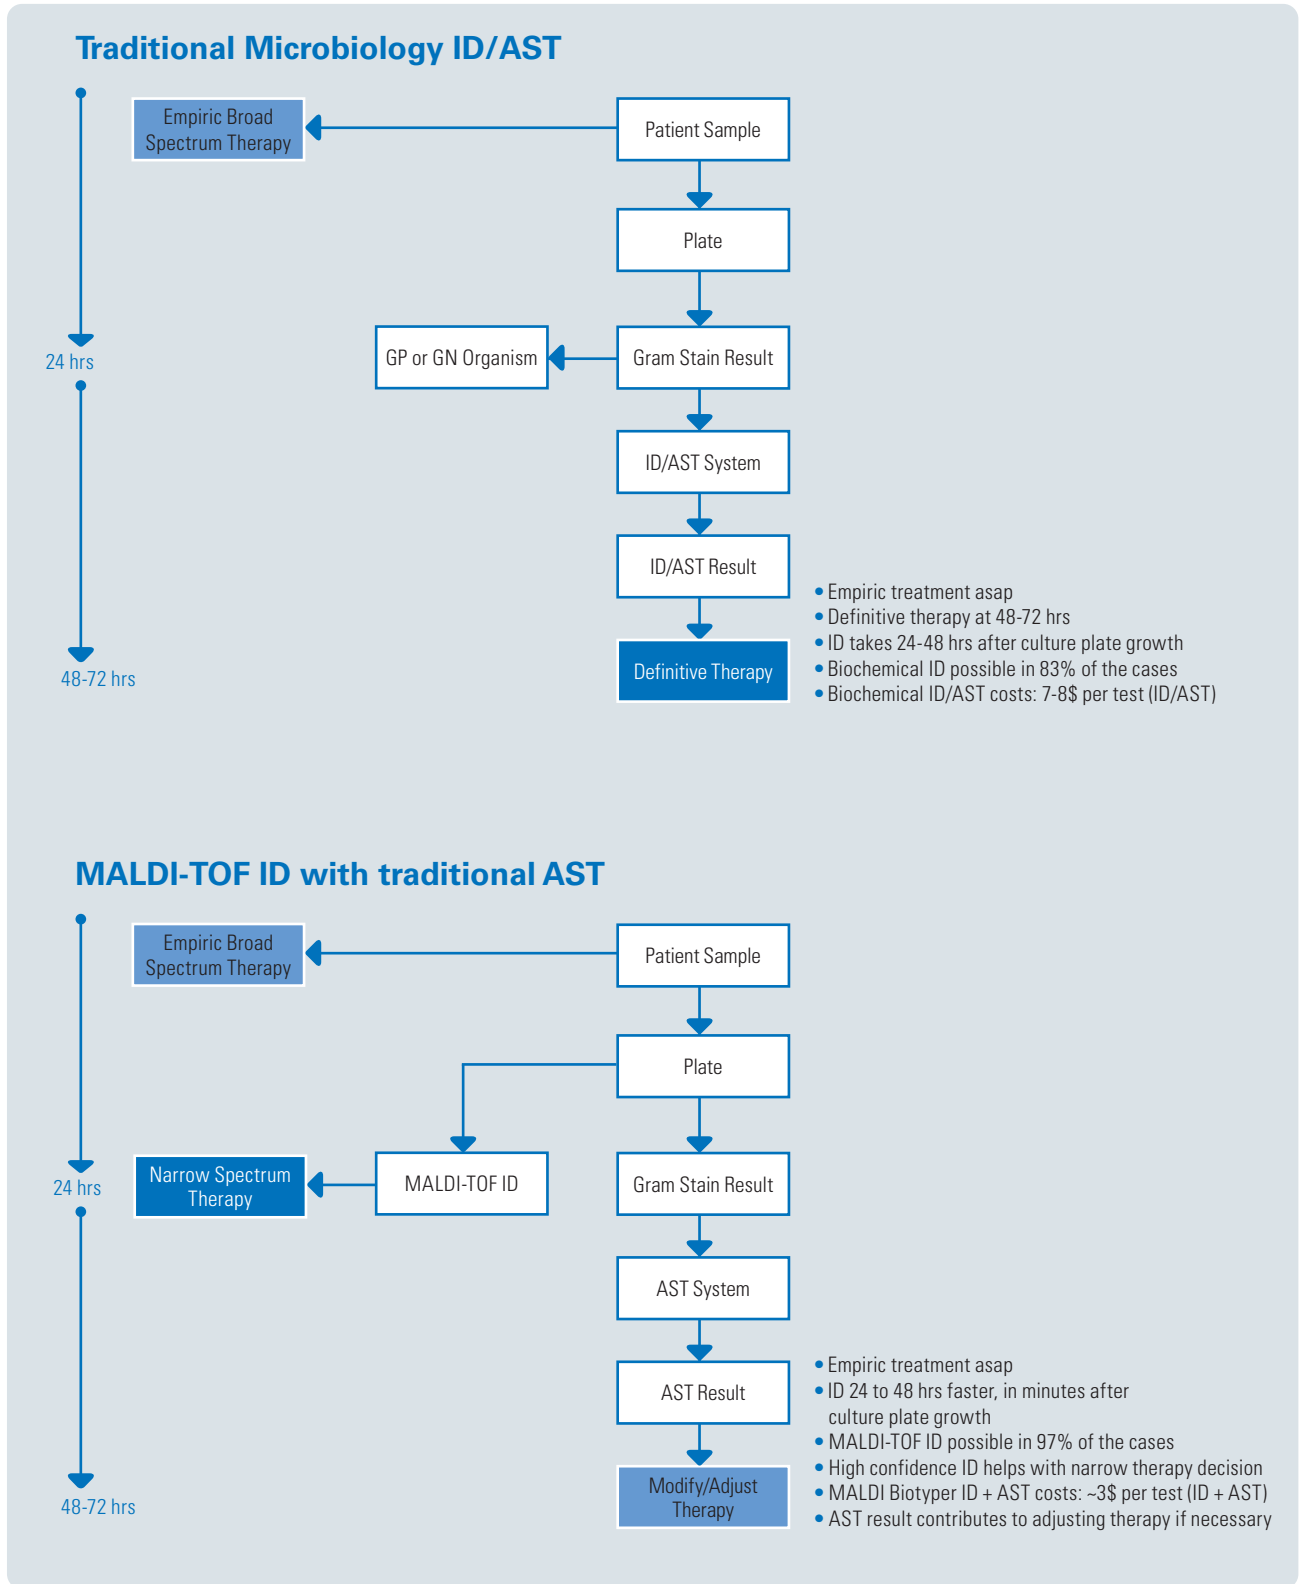 Traditional Microbiology ID/AST
Empiric Broad
Spectrum Therapy
Patient Sample
Plate
24 hrs
GP or GN Organism
Gram Stain Result
ID/AST System
ID/AST Result
48-72 hrs
Definitive Therapy
• Empiric treatment asap
• Definitive therapy at 48-72 hrs
• ID takes 24-48 hrs after culture plate growth
• Biochemical ID possible in 83% of the cases
• Biochemical ID/AST costs: 7-8$ per test (ID/AST)
MALDI-TOF ID with traditional AST
Empiric Broad
Spectrum Therapy
Patient Sample
Plate
24 hrs
Narrow Spectrum
Therapy
MALDI-TOF ID
Gram Stain Result
AST System
AST Result
48-72 hrs
Modify/Adjust
Therapy
• Empiric treatment asap
• ID 24 to 48 hrs faster, in minutes after
culture plate growth
• MALDI-TOF ID possible in 97% of the cases
• High confidence ID helps with narrow therapy decision
• MALDI Biotyper ID + AST costs: ~3$ per test (ID + AST)
• AST result contributes to adjusting therapy if necessary